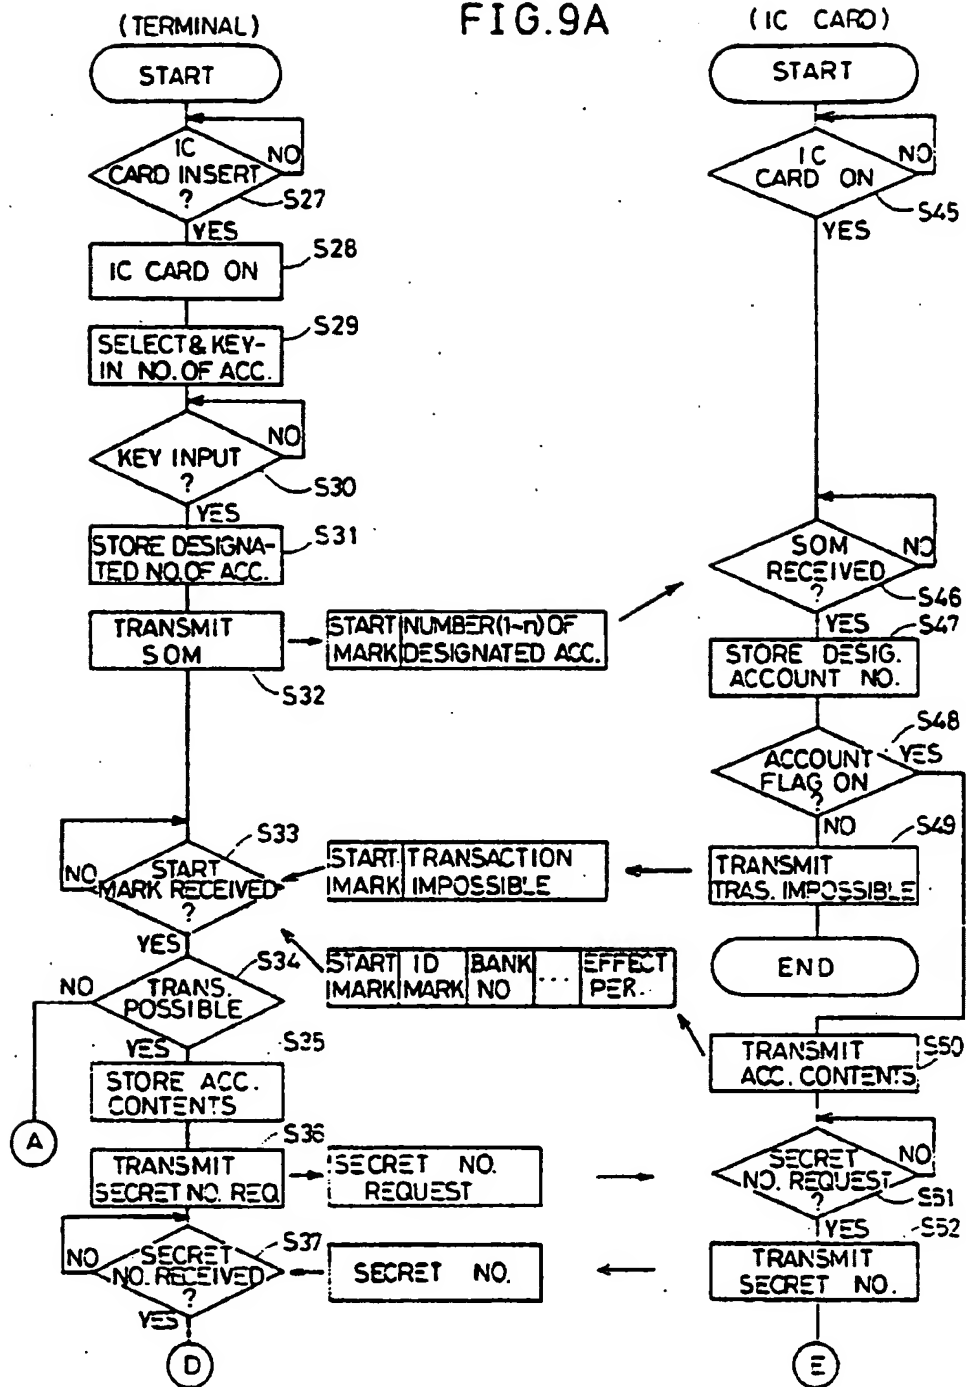 FIG.9A
(TERMINAL)
START
IC
CARD INSERT
?
NO
S27
YES
IC CARD ON
S28
SELECT & KEY-
IN NO. OF ACC.
S29
KEY INPUT
?
NO
S30
YES
STORE DESIGNA-
TED NO. OF ACC.
S31
TRANSMIT
SOM
S32
START
MARK
NUMBER (1~n) OF
DESIGNATED ACC.
START
MARK RECEIVED
?
NO
S33
YES
START
MARK
TRANSACTION
IMPOSSIBLE
TRANS.
POSSIBLE
NO
S34
YES
START
MARK
ID
MARK
BANK
NO
...
EFFECT
PER.
STORE ACC.
CONTENTS
S35
A
TRANSMIT
SECRET NO. REQ.
S36
SECRET NO.
REQUEST
SECRET
NO. RECEIVED
?
NO
S37
YES
SECRET NO.
D
(IC CARD)
START
IC
CARD ON
NO
S45
YES
SOM
RECEIVED
?
NO
S46
YES
S47
STORE DESIG.
ACCOUNT NO.
ACCOUNT
FLAG ON
?
S48
YES
NO
S49
TRANSMIT
TRAS. IMPOSSIBLE
END
TRANSMIT
ACC. CONTENTS
S50
SECRET
NO. REQUEST
?
NO
S51
YES
S52
TRANSMIT
SECRET NO.
E